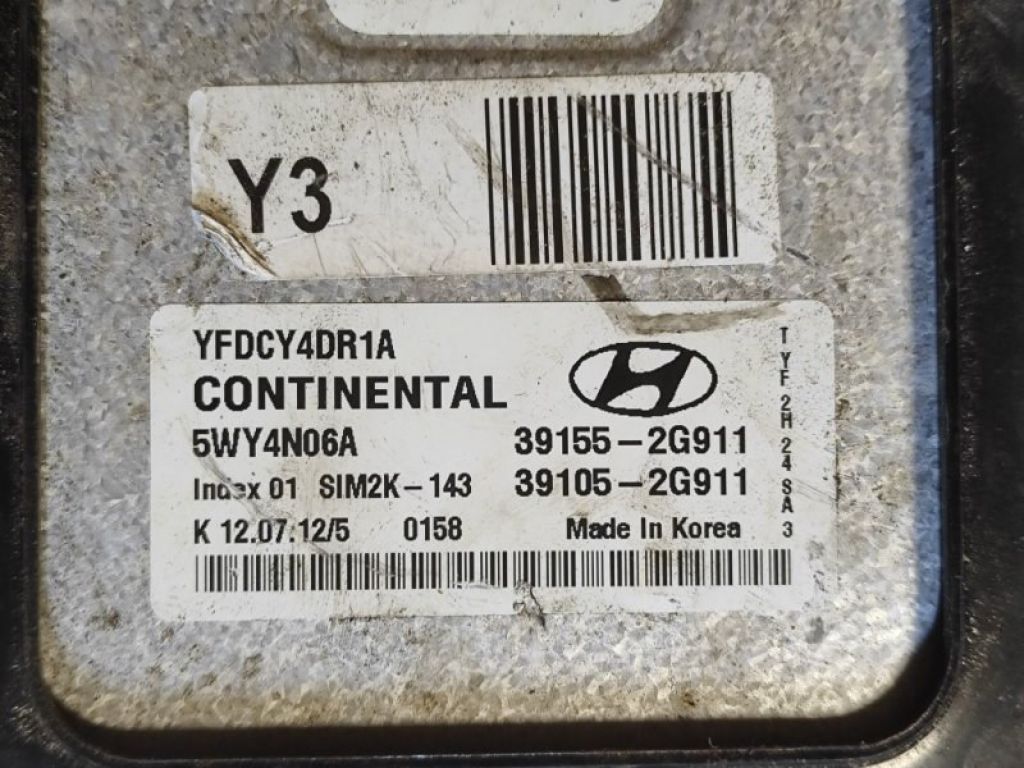 Y3
YFDCY4DR1A
CONTINENTAL
5WY4N06A 39155-2G911
Index 01 SIM2K-143 39105-2G911
K 12.07.12/5 0158 Made In Korea
TYF2H24SA3